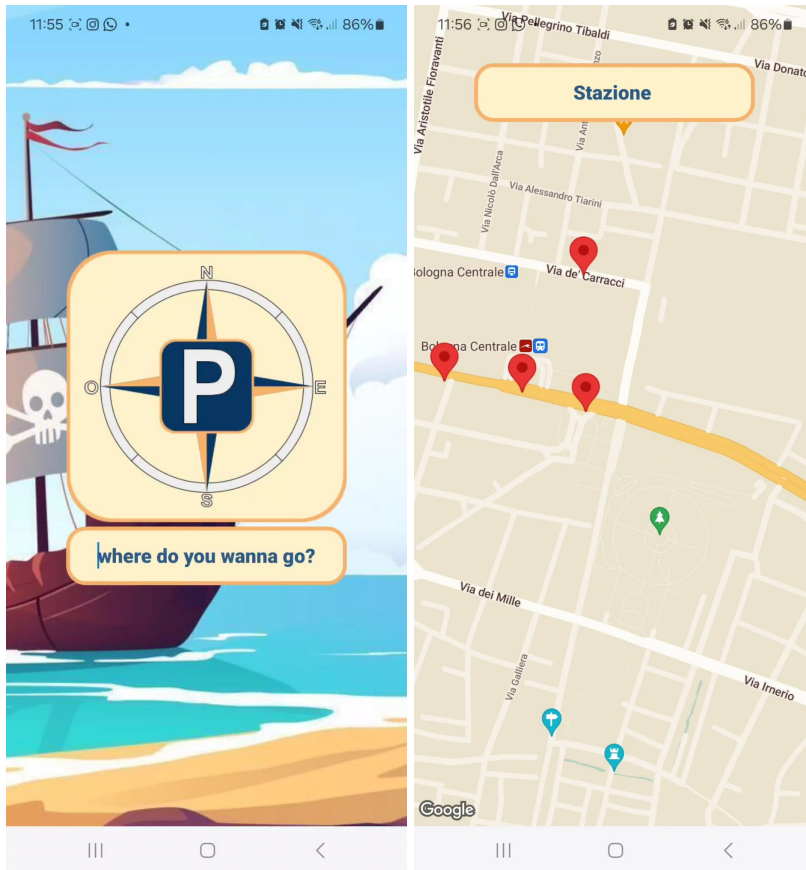 11:55
86%
N
O
P
E
S
where do you wanna go?
11:56
86%
Via Pellegrino Tibaldi
Via Donato
Via Aristotile Fioravanti
Stazione
Via Nicolò Dall'Arca
Via Alessandro Tiarini
Bologna Centrale
Via de' Carracci
Bologna Centrale
Via dei Mille
Via Galliera
Via Irnerio
Google